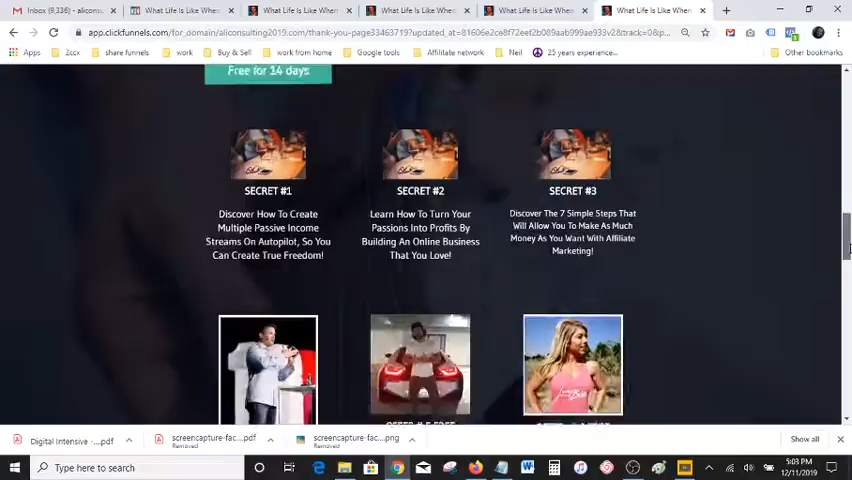 Inbox (9,336) - aliconsu
What Life Is Like When
What Life Is Like When
What Life Is Like When
What Life Is Like When
What Life Is Like When
app.clickfunnels.com/for_domain/aliconsulting2019.com/thank-you-page33463719?updated_at=81606e2ce8f72eef2b089aab999ae933v2&track=0&p...
Apps
2ccx
share funnels
work
Buy & Sell
work from home
Google tools
Affiliate network
Neil
25 years experience...
Other bookmarks
Free for 14 days
SECRET #1
SECRET #2
SECRET #3
Discover How To Create
Multiple Passive Income
Streams On Autopilot, So You
Can Create True Freedom!
Learn How To Turn Your
Passions Into Profits By
Building An Online Business
That You Love!
Discover The 7 Simple Steps That
Will Allow You To Make As Much
Money As You Want With Affiliate
Marketing!
Digital Intensive -....pdf
screencapture-fac....pdf
Removed
screencapture-fac....png
Removed
Show all
Type here to search
5:03 PM
12/11/2019